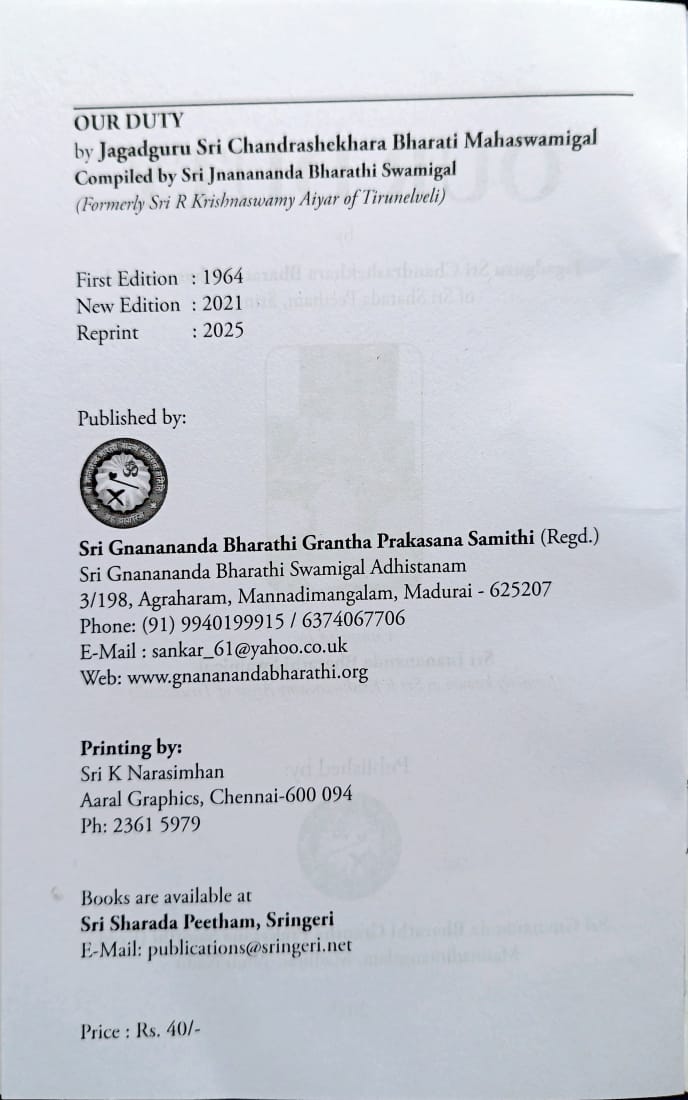 OUR DUTY
by Jagadguru Sri Chandrashekhara Bharati Mahaswamigal
Compiled by Sri Jnanananda Bharathi Swamigal
(Formerly Sri R Krishnaswamy Aiyar of Tirunelveli)
First Edition : 1964
New Edition : 2021
Reprint : 2025
Published by:
Sri Gnanananda Bharathi Grantha Prakasana Samithi (Regd.)
Sri Gnanananda Bharathi Swamigal Adhistanam
3/198, Agraharam, Mannadimangalam, Madurai - 625207
Phone: (91) 9940199915 / 6374067706
E-Mail : sankar_61@yahoo.co.uk
Web: www.gnananandabharathi.org
Printing by:
Sri K Narasimhan
Aaral Graphics, Chennai-600 094
Ph: 2361 5979
Books are available at
Sri Sharada Peetham, Sringeri
E-Mail: publications@sringeri.net
Price : Rs. 40/-